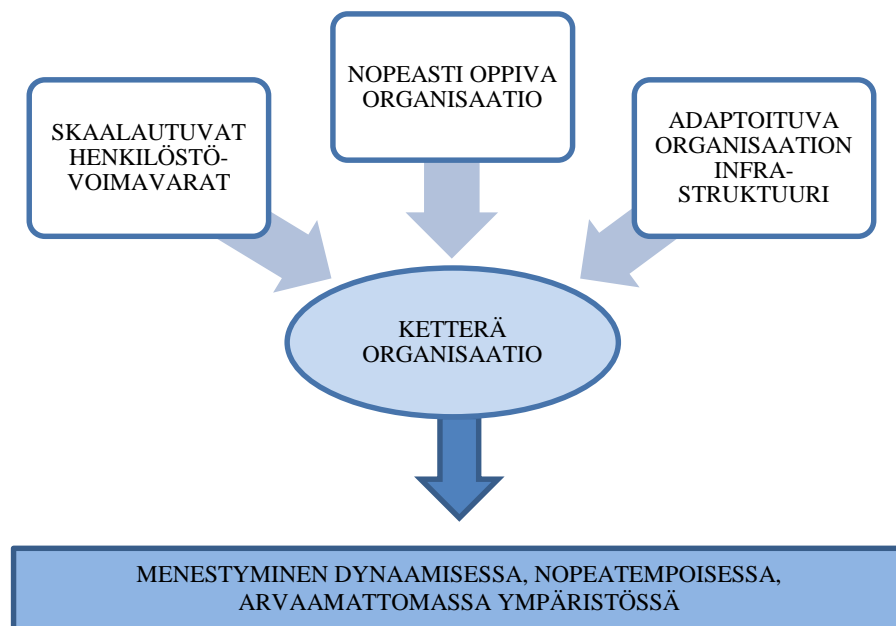 SKAALAUTUVAT
HENKILÖSTÖ-
VOIMAVARAT
NOPEASTI OPPIVA
ORGANISAATIO
ADAPTOITUVA
ORGANISAATION
INFRA-
STRUKTUURI
KETTERÄ
ORGANISAATIO
MENESTYMINEN DYNAAMISESSA, NOPEATEMPOISESSA,
ARVAAMATTOMASSA YMPÄRISTÖSSÄ